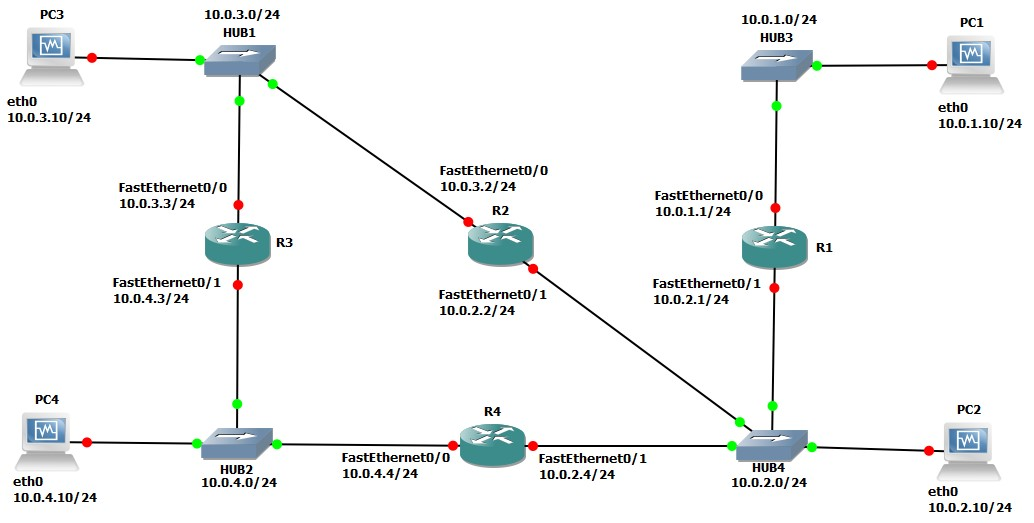 PC3
eth0
10.0.3.10/24
10.0.3.0/24
HUB1
10.0.1.0/24
HUB3
PC1
eth0
10.0.1.10/24
FastEthernet0/0
10.0.3.3/24
R3
FastEthernet0/1
10.0.4.3/24
FastEthernet0/0
10.0.3.2/24
R2
FastEthernet0/1
10.0.2.2/24
FastEthernet0/0
10.0.1.1/24
R1
FastEthernet0/1
10.0.2.1/24
PC4
eth0
10.0.4.10/24
HUB2
10.0.4.0/24
R4
FastEthernet0/0
10.0.4.4/24
FastEthernet0/1
10.0.2.4/24
HUB4
10.0.2.0/24
PC2
eth0
10.0.2.10/24